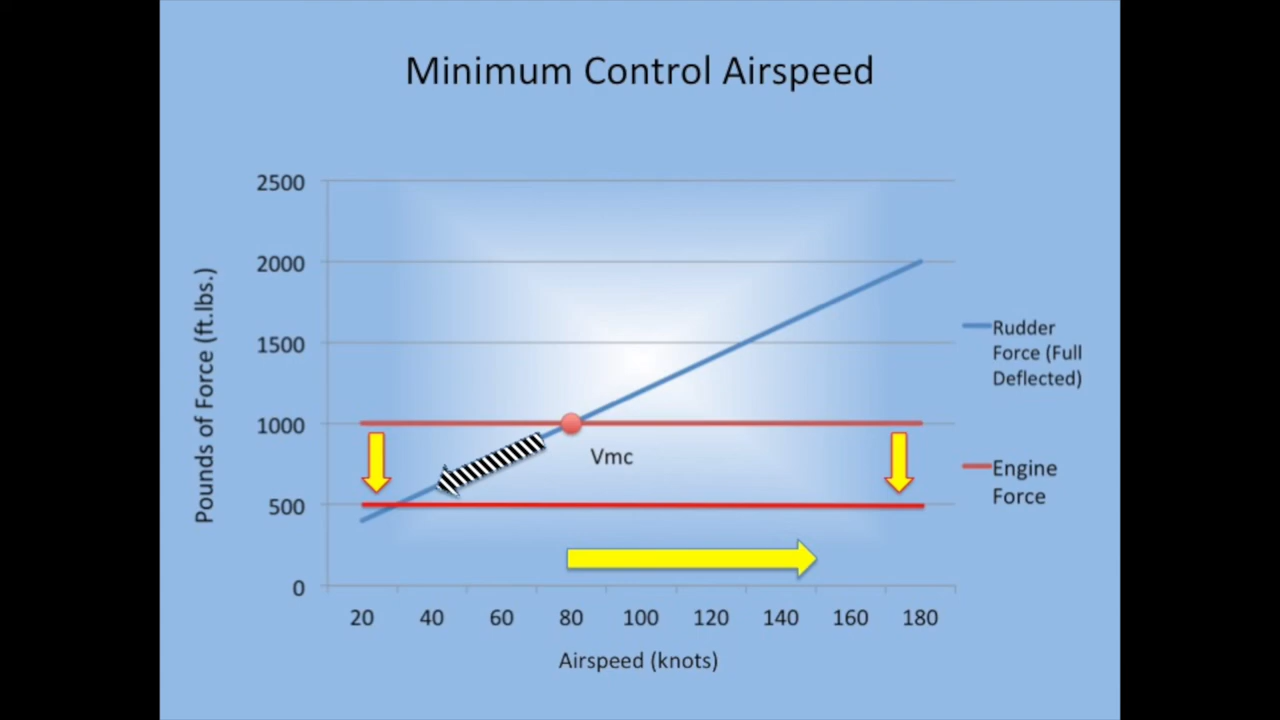 Minimum Control Airspeed
2500
2000
1500
1000
500
0
Pounds of Force (ft.lbs.)
20 40 60 80 100 120 140 160 180
Airspeed (knots)
Vmc
Rudder
Force (Full
Deflected)
Engine
Force